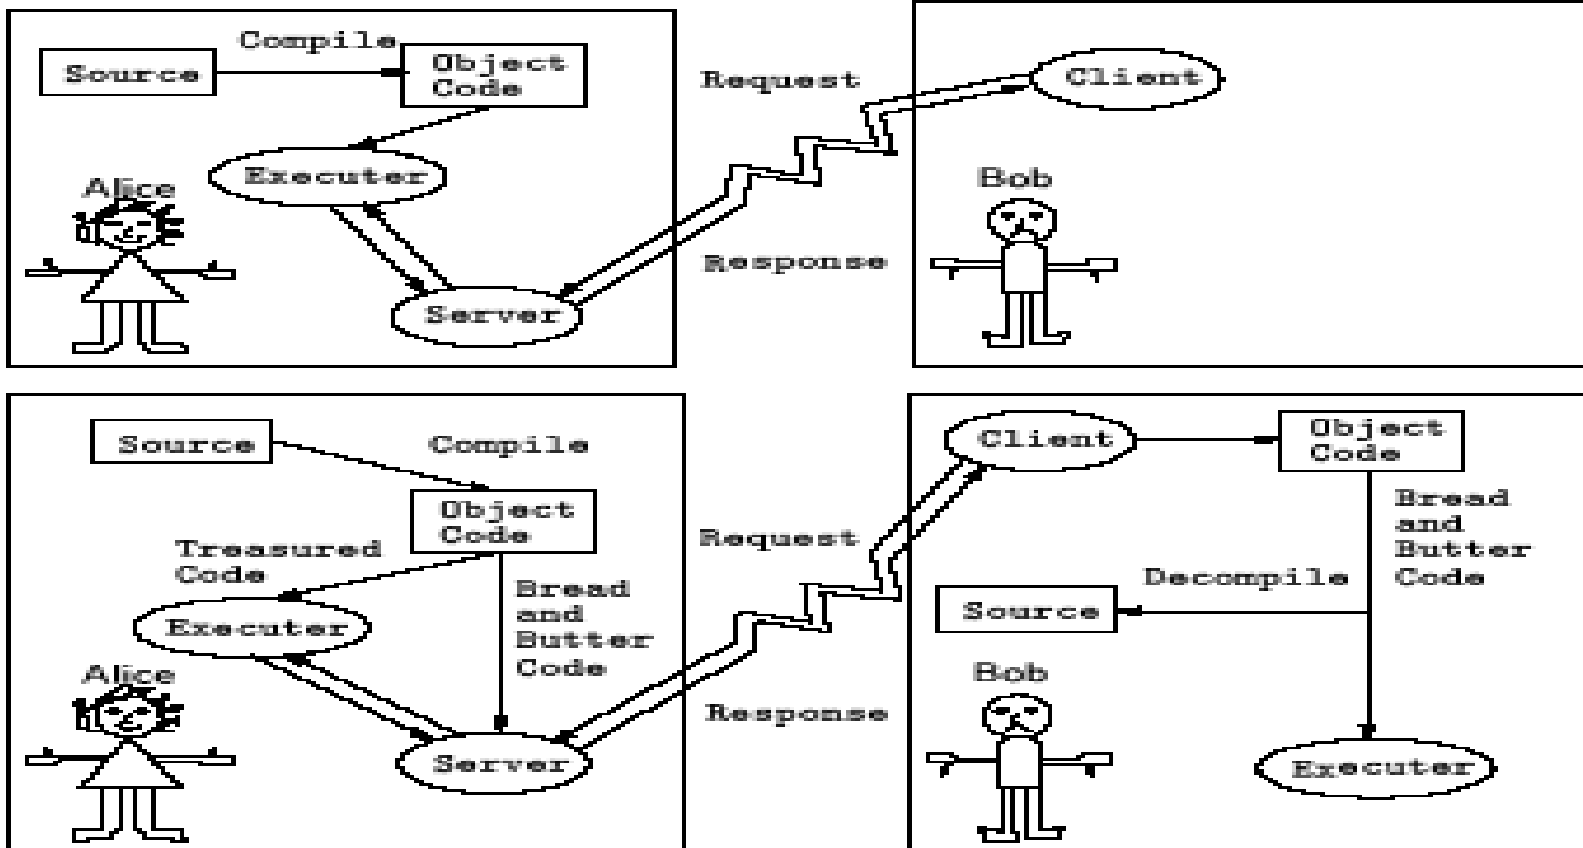 Compile
Source
Object
Code
Executer
Alice
Server
Request
Response
Client
Bob
Source
Compile
Object
Code
Treasured
Code
Executer
Bread
and
Butter
Code
Alice
Server
Request
Response
Client
Object
Code
Bread
and
Butter
Code
Decompile
Source
Bob
Executer